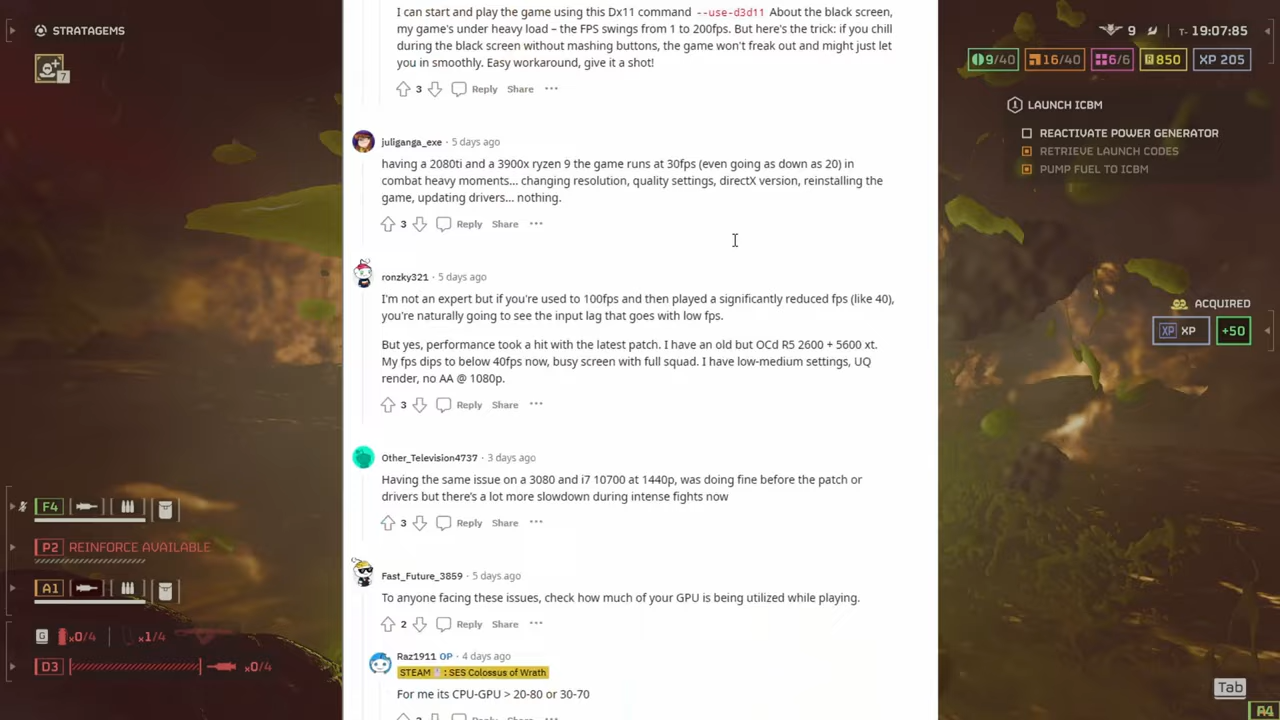 STRATAGEMS
7
F4
P2 REINFORCE AVAILABLE
A1
G x0/4 x1/4
D3 x0/4
I can start and play the game using this Dx11 command --use-d3d11 About the black screen,
my game's under heavy load – the FPS swings from 1 to 200fps. But here's the trick: if you chill
during the black screen without mashing buttons, the game won't freak out and might just let
you in smoothly. Easy workaround, give it a shot!
3 Reply Share ···
juliganga_exe · 5 days ago
having a 2080ti and a 3900x ryzen 9 the game runs at 30fps (even going as down as 20) in
combat heavy moments... changing resolution, quality settings, directX version, reinstalling the
game, updating drivers... nothing.
3 Reply Share ···
ronzky321 · 5 days ago
I'm not an expert but if you're used to 100fps and then played a significantly reduced fps (like 40),
you're naturally going to see the input lag that goes with low fps.
But yes, performance took a hit with the latest patch. I have an old but OCd R5 2600 + 5600 xt.
My fps dips to below 40fps now, busy screen with full squad. I have low-medium settings, UQ
render, no AA @ 1080p.
3 Reply Share ···
Other_Television4737 · 3 days ago
Having the same issue on a 3080 and i7 10700 at 1440p, was doing fine before the patch or
drivers but there's a lot more slowdown during intense fights now
3 Reply Share ···
Fast_Future_3859 · 5 days ago
To anyone facing these issues, check how much of your GPU is being utilized while playing.
2 Reply Share ···
Raz1911 OP · 4 days ago
STEAM : SES Colossus of Wrath
For me its CPU-GPU > 20-80 or 30-70
9 T- 19:07:85
9/40 16/40 6/6 850 XP 205
1 LAUNCH ICBM
REACTIVATE POWER GENERATOR
RETRIEVE LAUNCH CODES
PUMP FUEL TO ICBM
ACQUIRED
XP XP +50
Tab